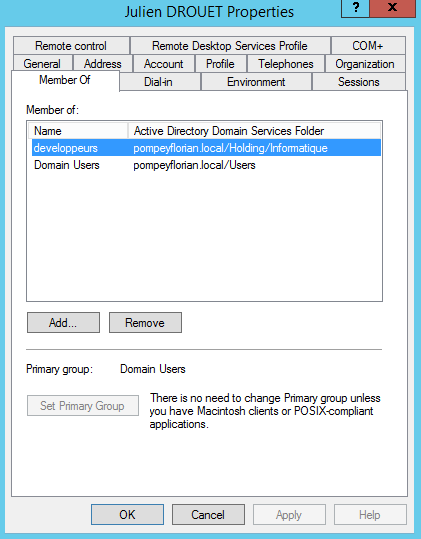 Julien DROUET Properties
? x
Remote control Remote Desktop Services Profile COM+
General Address Account Profile Telephones Organization
Member Of Dial-in Environment Sessions
Member of:
Name Active Directory Domain Services Folder
developpeurs pompeyflorian.local/Holding/Informatique
Domain Users pompeyflorian.local/Users
Add... Remove
Primary group: Domain Users
Set Primary Group
There is no need to change Primary group unless
you have Macintosh clients or POSIX-compliant
applications.
OK Cancel Apply Help